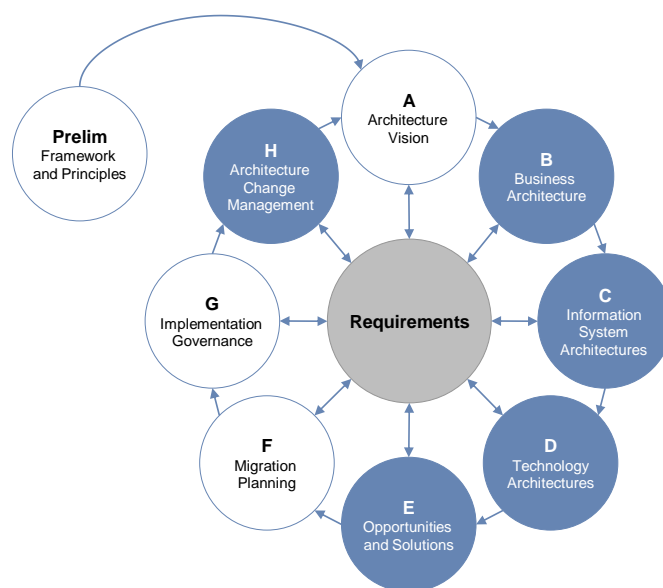 Prelim
Framework
and Principles
A
Architecture
Vision
B
Business
Architecture
C
Information
System
Architectures
D
Technology
Architectures
E
Opportunities
and Solutions
F
Migration
Planning
G
Implementation
Governance
H
Architecture
Change
Management
Requirements